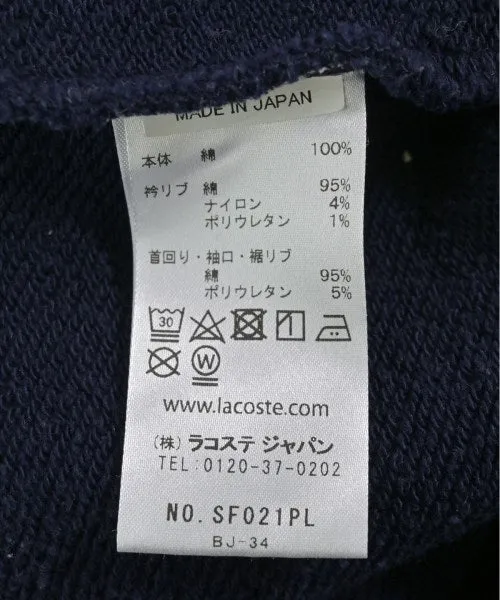 MADE IN JAPAN
本体 綿 100%
衿リブ 綿 95%
ナイロン 4%
ポリウレタン 1%
首回り・袖口・裾リブ
綿 95%
ポリウレタン 5%
30
W
www.lacoste.com
(株) ラコステ ジャパン
TEL:0120-37-0202
NO. SF021PL
BJ-34